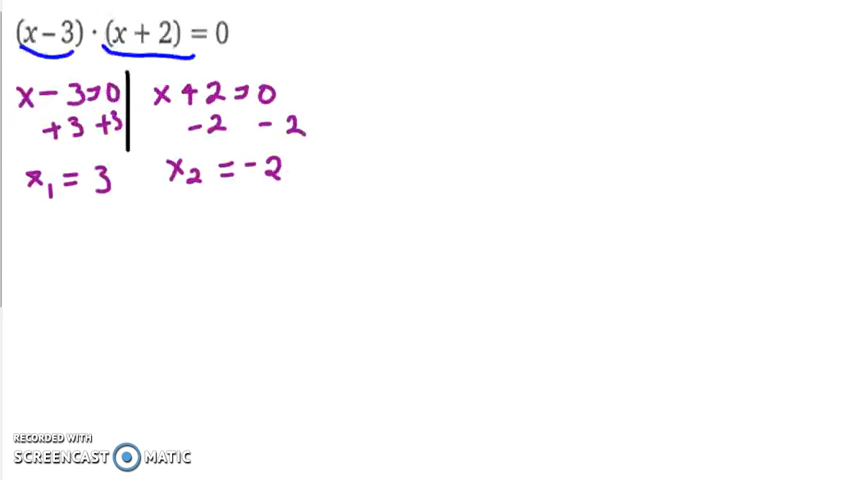 (x – 3) · (x + 2) = 0
x – 3 = 0 x + 2 = 0
+3 +3 -2 -2
x₁ = 3 x₂ = -2
RECORDED WITH
SCREENCAST MATIC